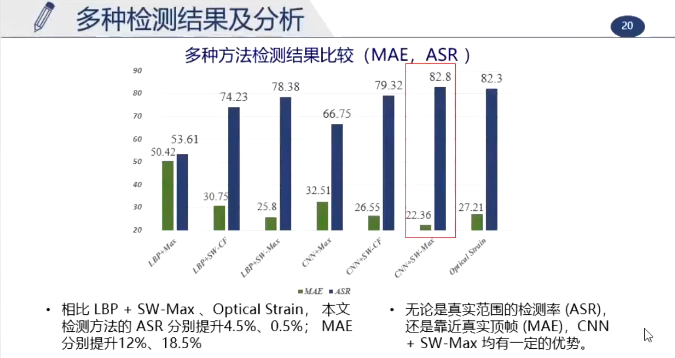 多种检测结果及分析
20
多种方法检测结果比较（MAE，ASR ）
90
80
70
60
50
40
30
20
50.42
53.61
30.75
74.23
25.8
78.38
32.51
66.75
26.55
79.32
22.36
82.8
27.21
82.3
LBP+Max
LBP+SW-CF
LBP+SW-Max
CNN+Max
CNN+SW-CF
CNN+SW-Max
Optical Strain
MAE
ASR
• 相比 LBP + SW-Max 、Optical Strain， 本文
检测方法的 ASR 分别提升4.5%、0.5%； MAE
分别提升12%、18.5%
• 无论是真实范围的检测率 (ASR)，
还是靠近真实顶帧 (MAE)，CNN
+ SW-Max 均有一定的优势。